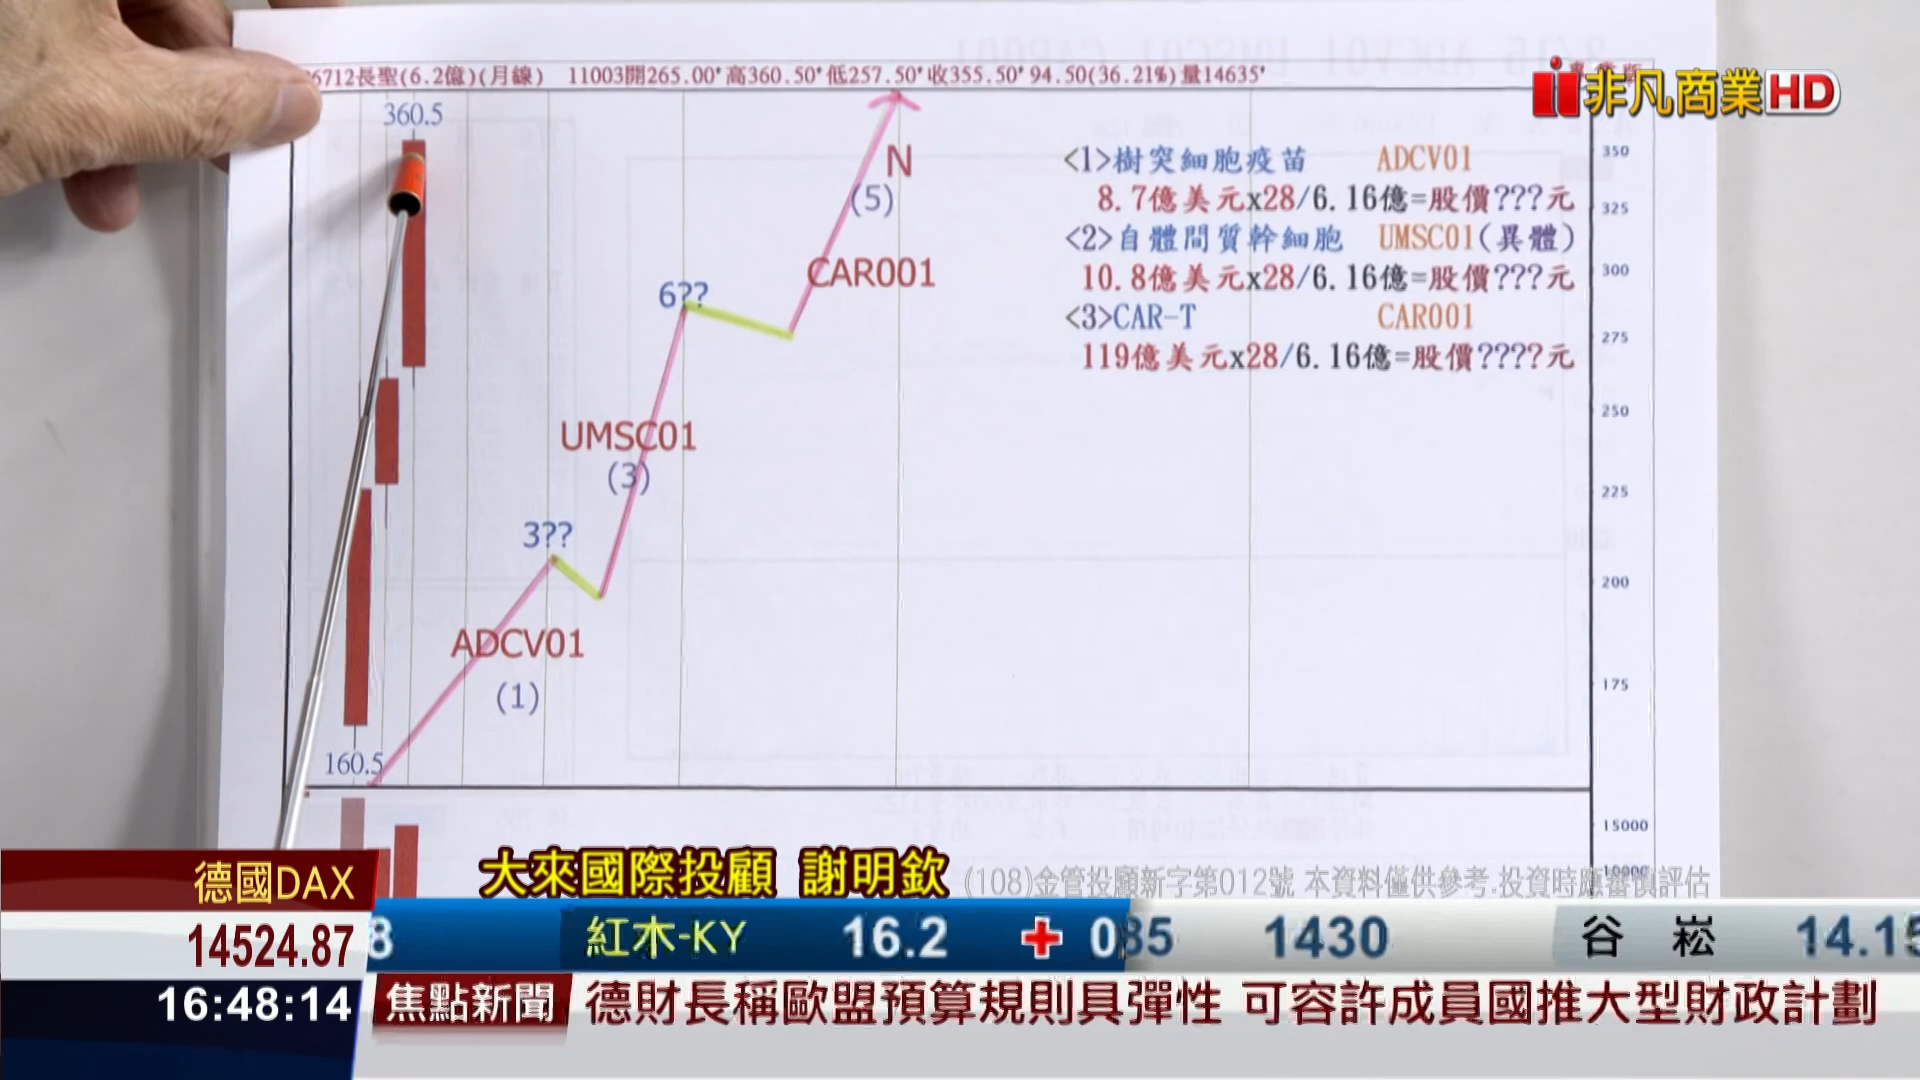 6712長聖(6.2億)(月線) 11003開265.00' 高360.50' 低257.50' 收355.50' 94.50(36.21%)量14635'
非凡商業HD
360.5
N
(5)
CAR001
6??
UMSC01
(3)
3??
ADCV01
(1)
160.5
<1>樹突細胞疫苗 ADCV01
8.7億美元x28/6.16億=股價???元
<2>自體間質幹細胞 UMSC01(異體)
10.8億美元x28/6.16億=股價???元
<3>CAR-T CAR001
119億美元x28/6.16億=股價????元
350
325
300
275
250
225
200
175
15000
10000
德國DAX
14524.87
16:48:14
大來國際投顧 謝明欽
(108)金管投顧新字第012號 本資料僅供參考.投資時應審慎評估
8 紅木-KY 16.2 + 0.85 1430 谷 崧 14.15
焦點新聞 德財長稱歐盟預算規則具彈性 可容許成員國推大型財政計劃